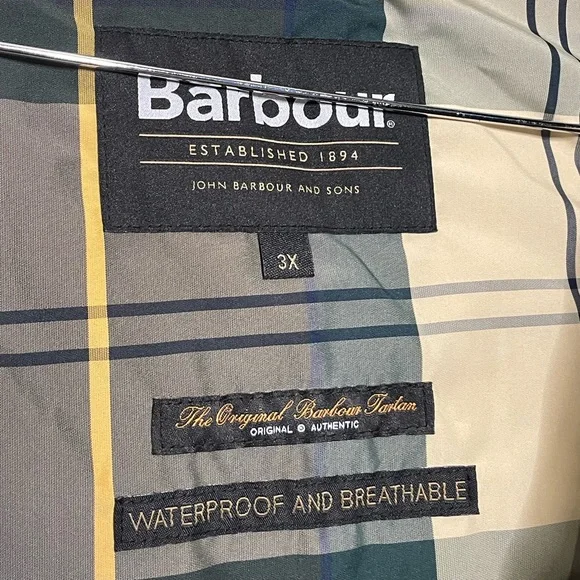 Barbour®
ESTABLISHED 1894
JOHN BARBOUR AND SONS
3X
The Original Barbour Tartan
ORIGINAL © AUTHENTIC
WATERPROOF AND BREATHABLE